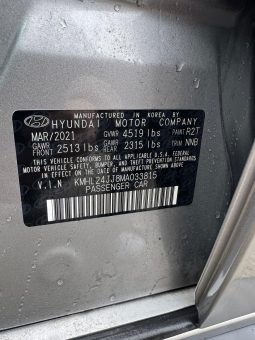 MANUFACTURED IN KOREA BY
HYUNDAI MOTOR COMPANY
MAR/2021 GVWR 4519 lbs PAINT R2T
GAWR FRONT 2513 lbs GAWR REAR 2315 lbs TRIM NNB
THIS VEHICLE CONFORMS TO ALL APPLICABLE U.S. FEDERAL
MOTOR VEHICLE SAFETY, BUMPER, AND THEFT PREVENTION
STANDARDS IN EFFECT ON THE DATE OF MANUFACTURE SHOWN ABOVE.
V.I.N KMHL24JJ8MA033815
PASSENGER CAR